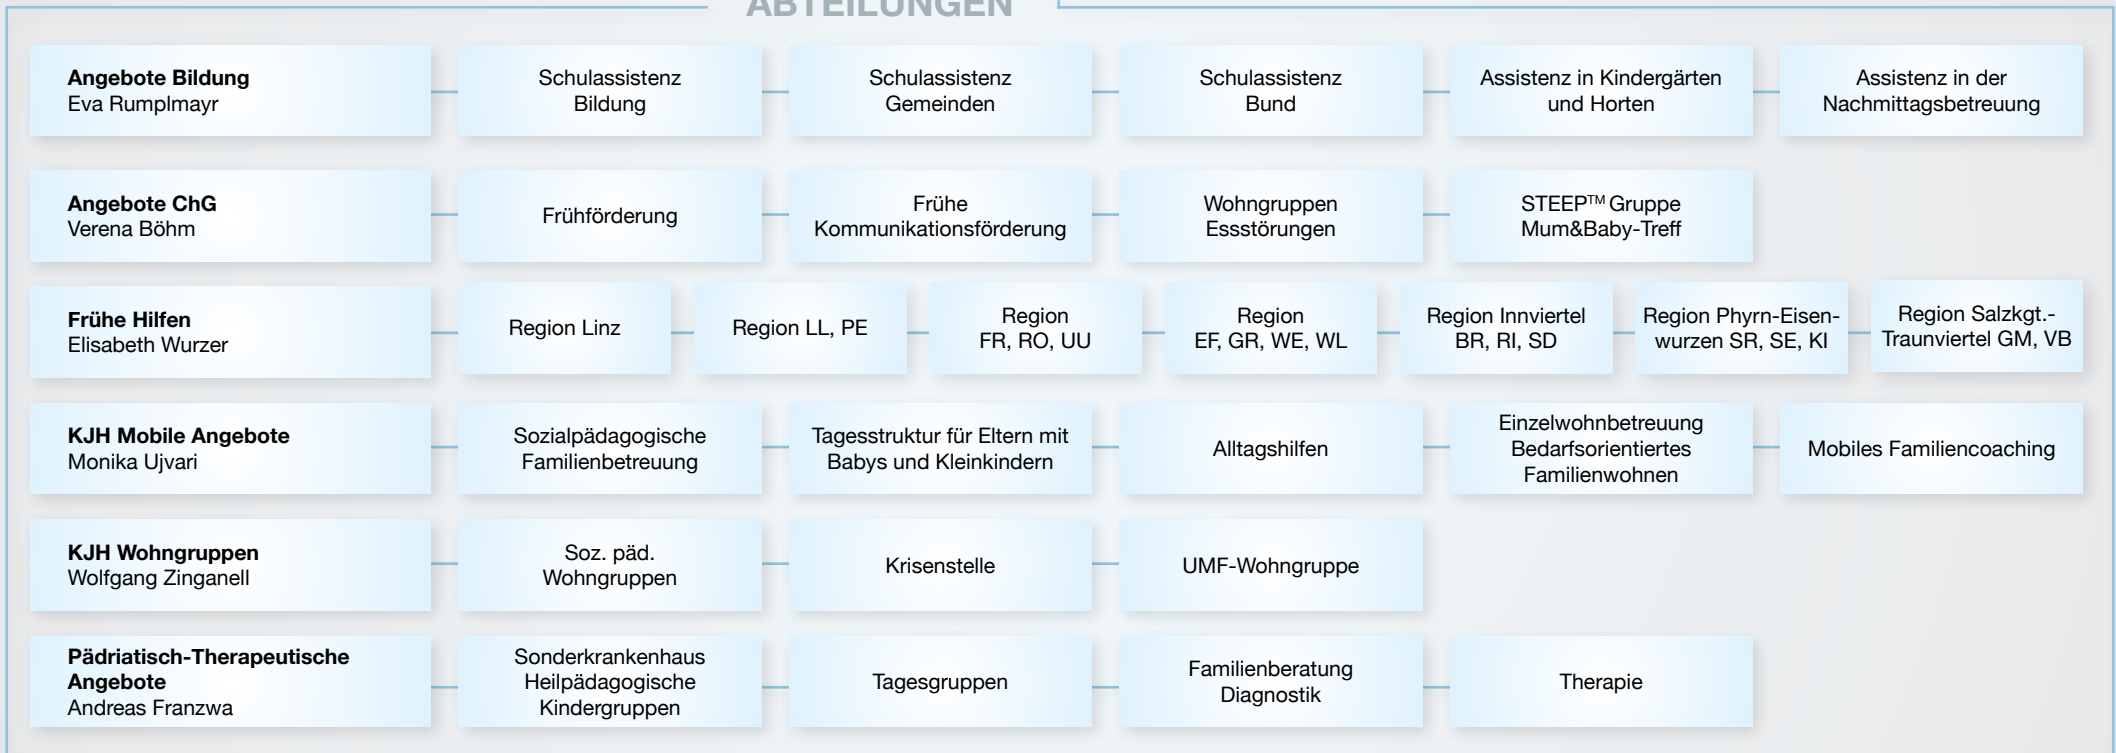 ABTEILUNGEN
Angebote Bildung
Eva Rumplmayr
Schulassistenz
Bildung
Schulassistenz
Gemeinden
Schulassistenz
Bund
Assistenz in Kindergärten
und Horten
Assistenz in der
Nachmittagsbetreuung
Angebote ChG
Verena Böhm
Frühförderung
Frühe
Kommunikationsförderung
Wohngruppen
Essstörungen
STEEP™ Gruppe
Mum&Baby-Treff
Frühe Hilfen
Elisabeth Wurzer
Region Linz
Region LL, PE
Region
FR, RO, UU
Region
EF, GR, WE, WL
Region Innviertel
BR, RI, SD
Region Phyrn-Eisen-
wurzen SR, SE, KI
Region Salzkgt.-
Traunviertel GM, VB
KJH Mobile Angebote
Monika Ujvari
Sozialpädagogische
Familienbetreuung
Tagesstruktur für Eltern mit
Babys und Kleinkindern
Alltagshilfen
Einzelwohnbetreuung
Bedarfsorientiertes
Familienwohnen
Mobiles Familiencoaching
KJH Wohngruppen
Wolfgang Zinganell
Soz. päd.
Wohngruppen
Krisenstelle
UMF-Wohngruppe
Pädriatisch-Therapeutische
Angebote
Andreas Franzwa
Sonderkrankenhaus
Heilpädagogische
Kindergruppen
Tagesgruppen
Familienberatung
Diagnostik
Therapie